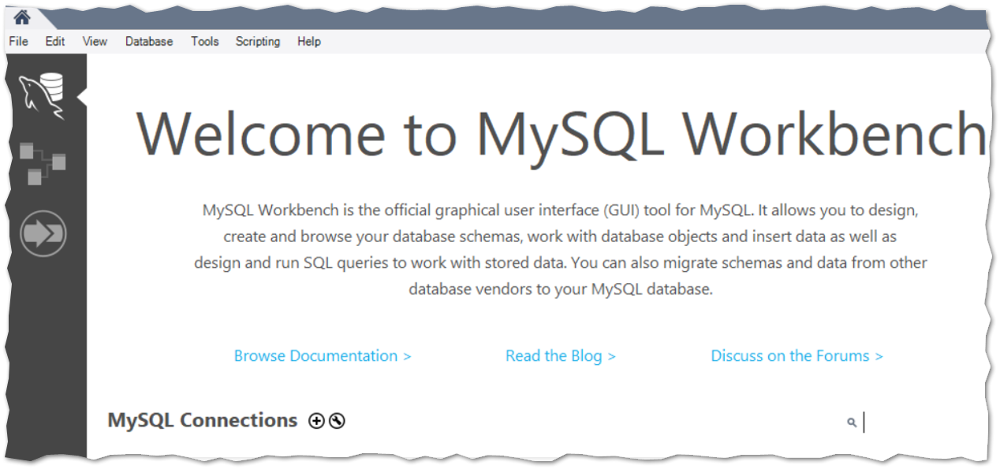 File Edit View Database Tools Scripting Help
Welcome to MySQL Workbench
MySQL Workbench is the official graphical user interface (GUI) tool for MySQL. It allows you to design,
create and browse your database schemas, work with database objects and insert data as well as
design and run SQL queries to work with stored data. You can also migrate schemas and data from other
database vendors to your MySQL database.
Browse Documentation > Read the Blog > Discuss on the Forums >
MySQL Connections